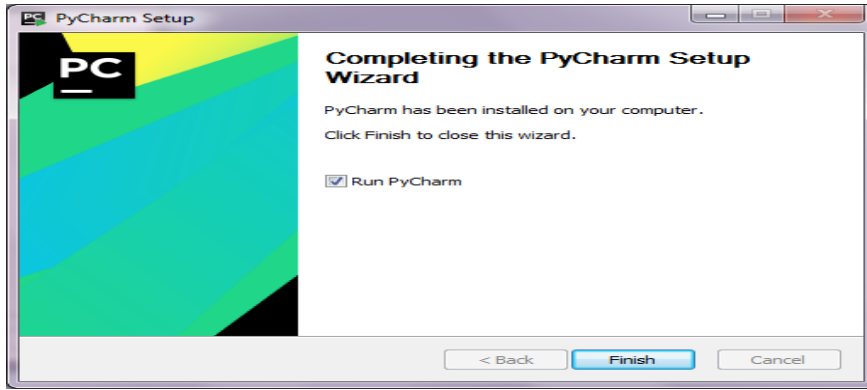 PyCharm Setup
PC
Completing the PyCharm Setup
Wizard
PyCharm has been installed on your computer.
Click Finish to close this wizard.
Run PyCharm
< Back
Finish
Cancel